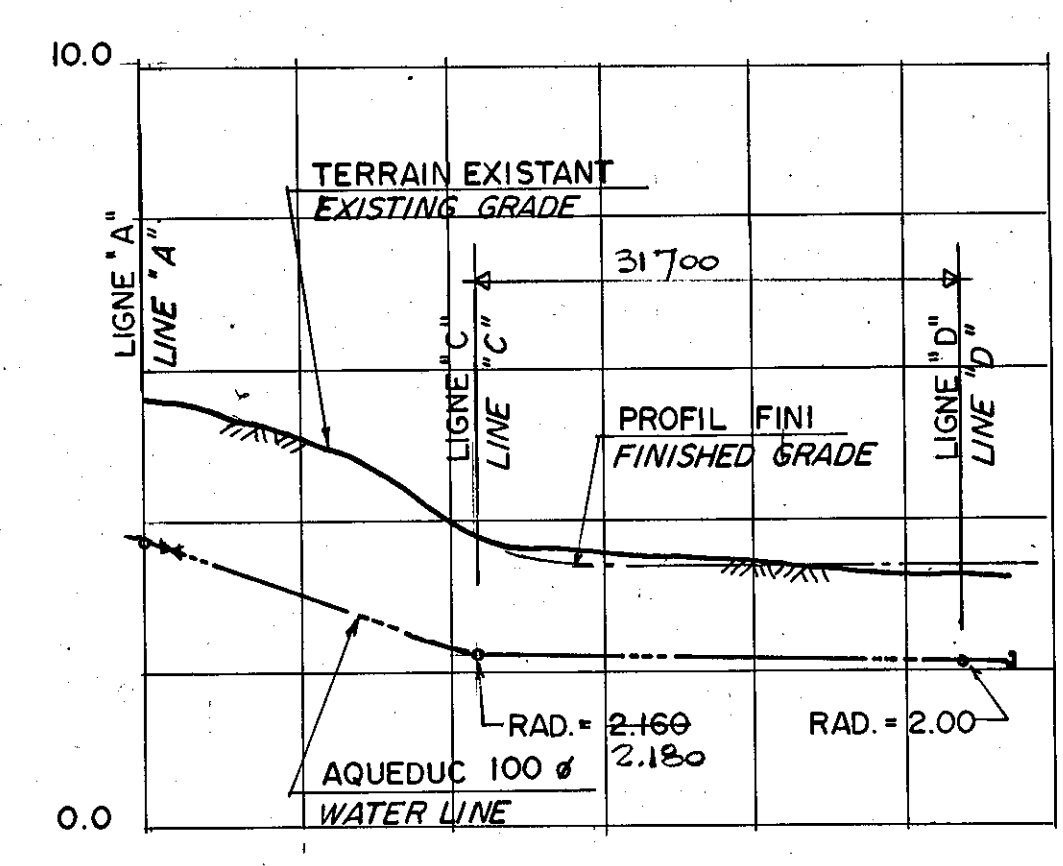 10.0
TERRAIN EXISTANT
EXISTING GRADE
LIGNE "A"
LINE "A"
31700
LIGNE "C"
LINE "C"
LIGNE "D"
LINE "D"
PROFIL FINI
FINISHED GRADE
RAD. = 2.160
2.180
RAD. = 2.00
AQUEDUC 100 ø
WATER LINE
0.0